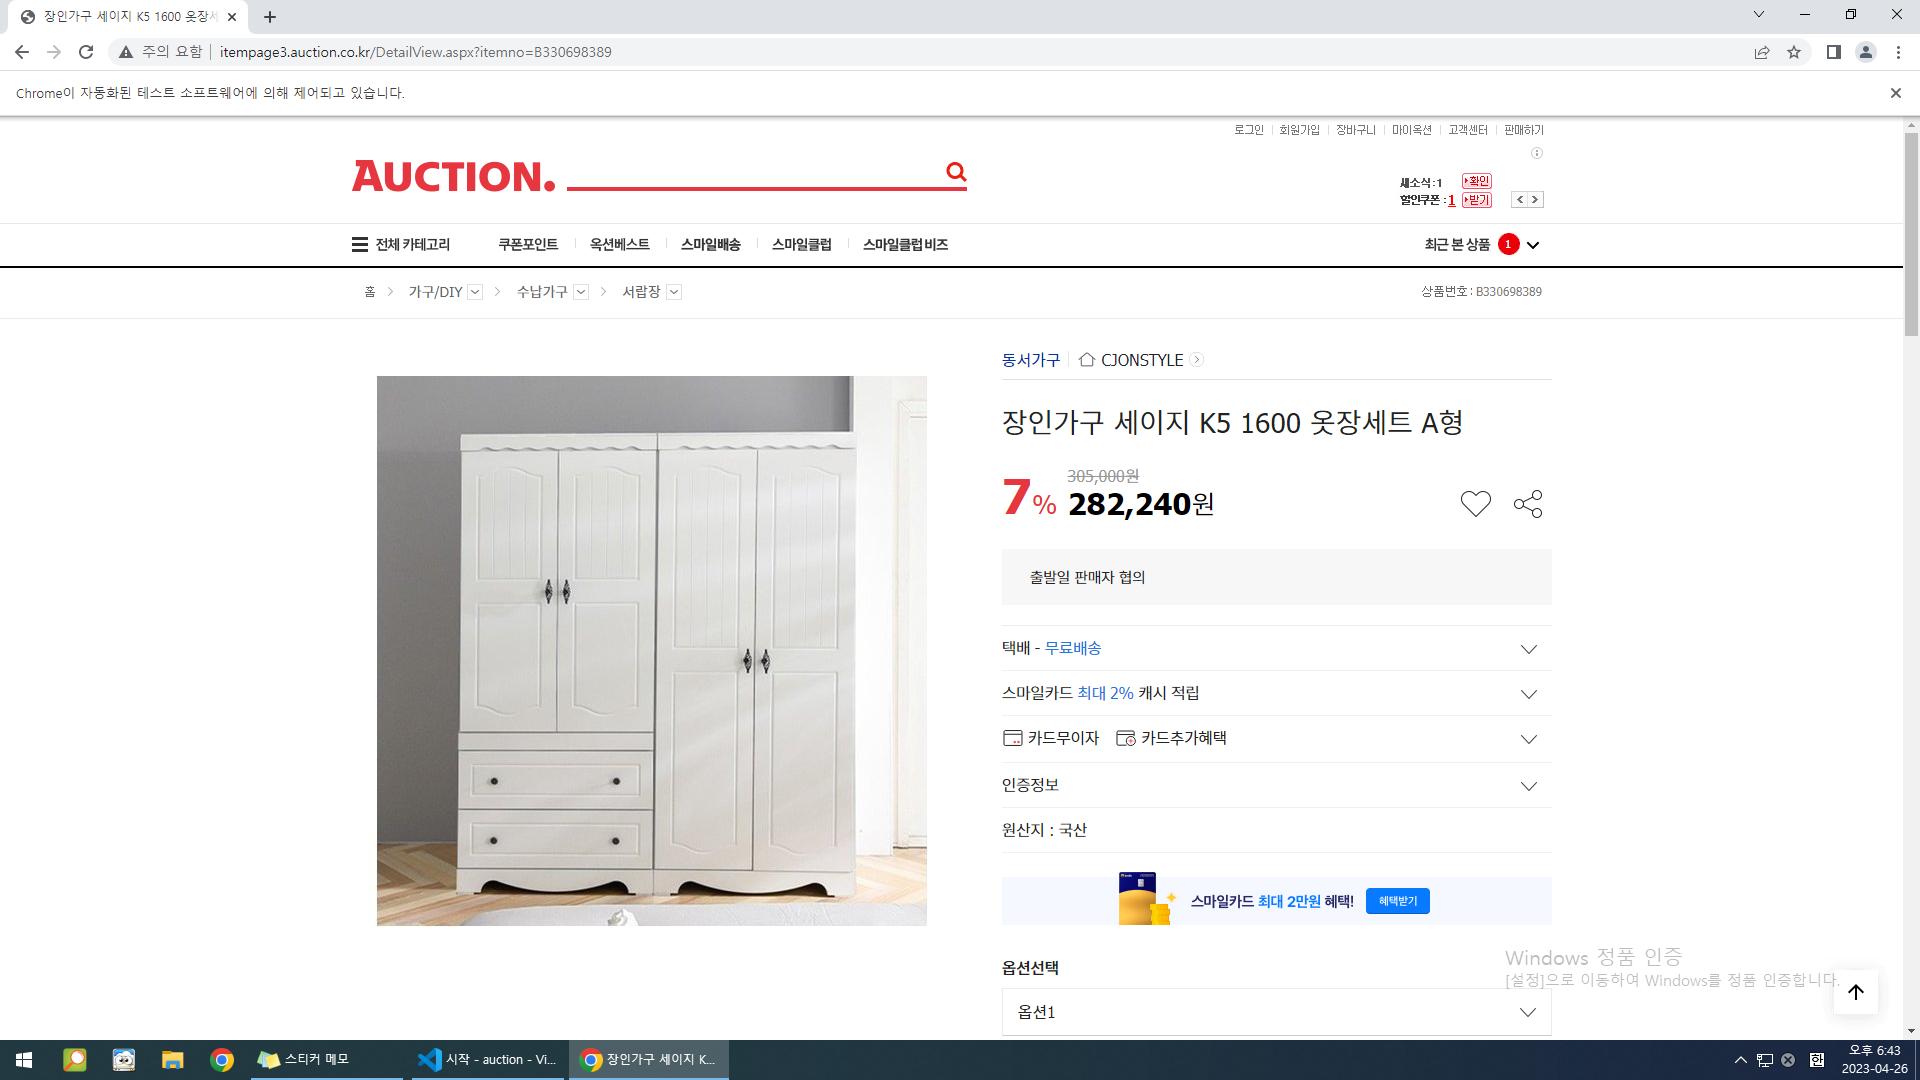 장인가구 세이지 K5 1600 옷장세
주의 요함
itempage3.auction.co.kr/DetailView.aspx?itemno=B330698389
Chrome이 자동화된 테스트 소프트웨어에 의해 제어되고 있습니다.
로그인 회원가입 장바구니 마이옥션 고객센터 판매하기
AUCTION.
새소식:1 확인
할인쿠폰:1 받기
전체 카테고리 쿠폰포인트 옥션베스트 스마일배송 스마일클럽 스마일클럽 비즈 최근 본 상품 1
홈 가구/DIY 수납가구 서랍장 상품번호 : B330698389
동서가구 CJONSTYLE
장인가구 세이지 K5 1600 옷장세트 A형
305,000원
7% 282,240원
출발일 판매자 협의
택배 - 무료배송
스마일카드 최대 2% 캐시 적립
카드무이자 카드추가혜택
인증정보
원산지 : 국산
스마일카드 최대 2만원 혜택! 혜택받기
옵션선택
옵션1
Windows 정품 인증
[설정]으로 이동하여 Windows를 정품 인증합니다.
스티커 메모
시작 - auction - Vi...
장인가구 세이지 K...
한
오후 6:43
2023-04-26